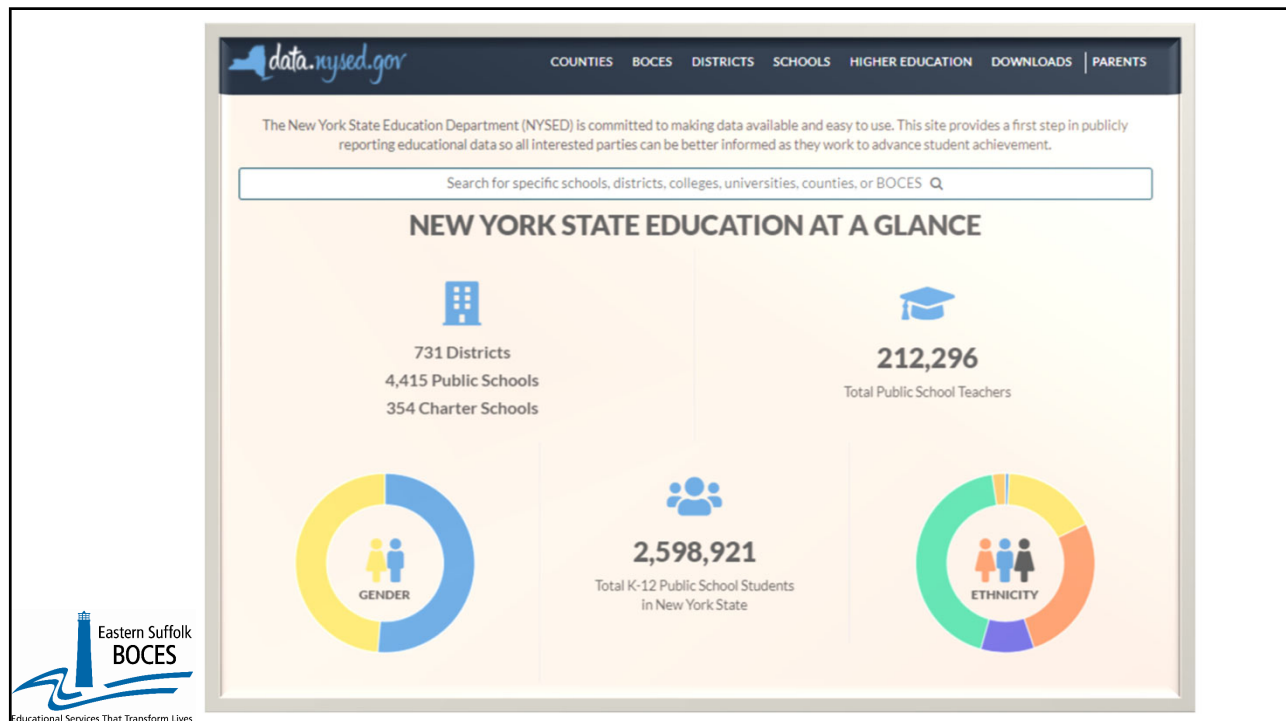 data.nysed.gov
COUNTIES BOCES DISTRICTS SCHOOLS HIGHER EDUCATION DOWNLOADS PARENTS
The New York State Education Department (NYSED) is committed to making data available and easy to use. This site provides a first step in publicly
reporting educational data so all interested parties can be better informed as they work to advance student achievement.
Search for specific schools, districts, colleges, universities, counties, or BOCES
NEW YORK STATE EDUCATION AT A GLANCE
731 Districts
4,415 Public Schools
354 Charter Schools
212,296
Total Public School Teachers
GENDER
2,598,921
Total K-12 Public School Students
in New York State
ETHNICITY
Eastern Suffolk
BOCES
Educational Services That Transform Lives